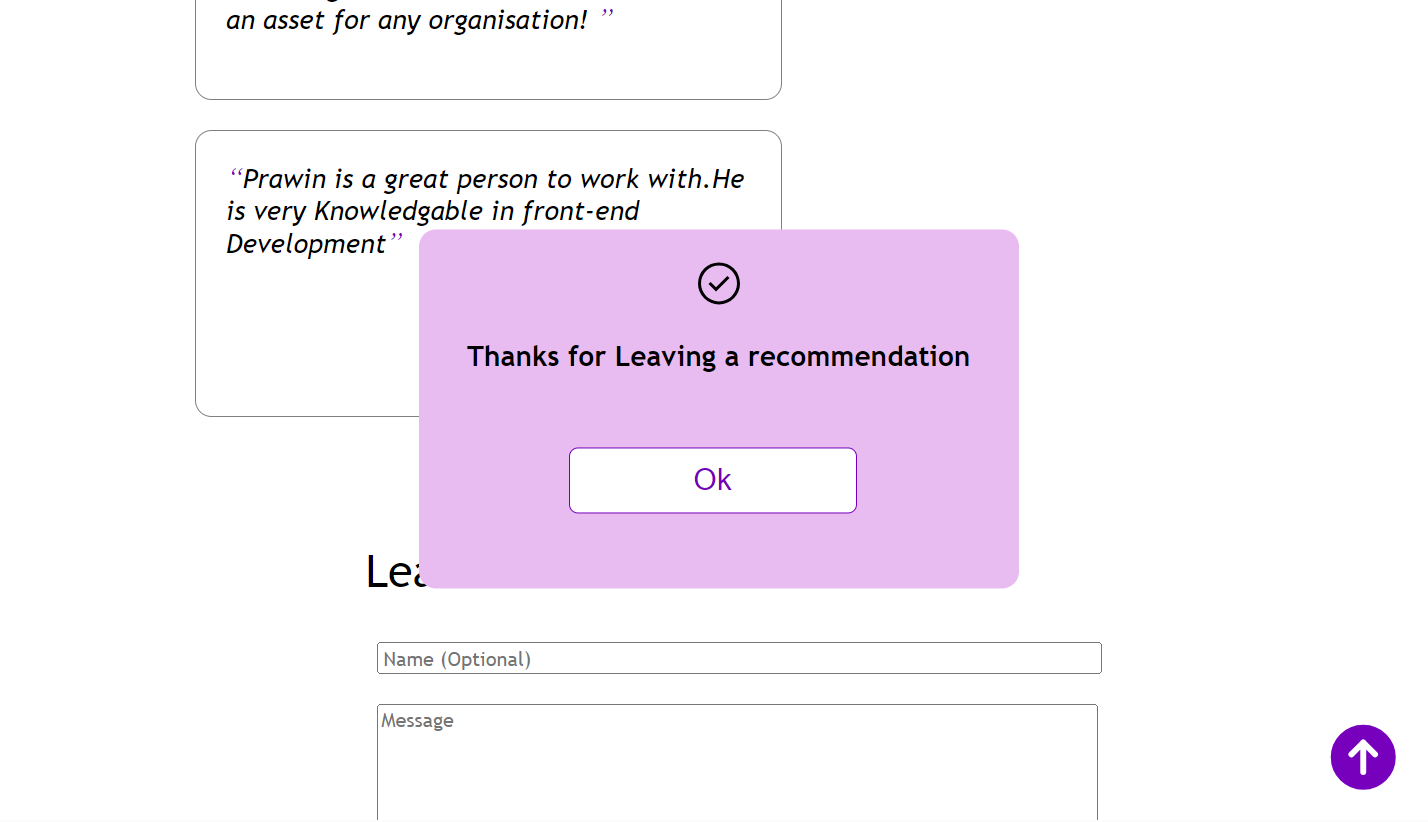 an asset for any organisation! ”
“Prawin is a great person to work with.He
is very Knowledgable in front-end
Development”
Thanks for Leaving a recommendation
Ok
Name (Optional)
Message